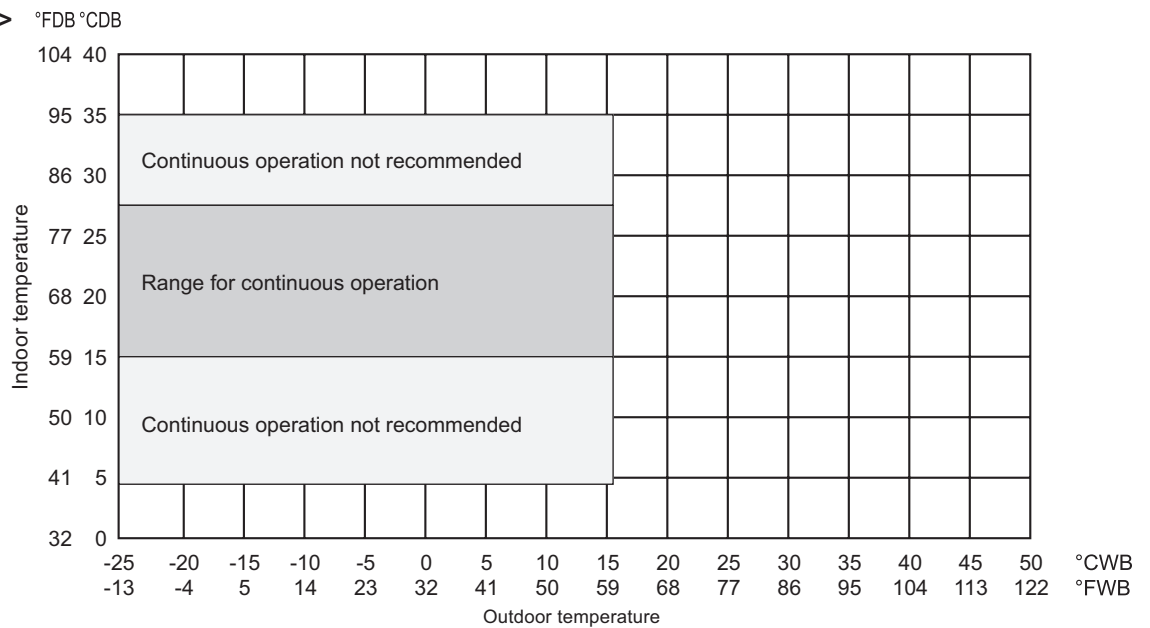 > °FDB °CDB
104 40
95 35
Continuous operation not recommended
86 30
77 25
Range for continuous operation
68 20
59 15
50 10
Continuous operation not recommended
41 5
32 0
Indoor temperature
-25 -20 -15 -10 -5 0 5 10 15 20 25 30 35 40 45 50 °CWB
-13 -4 5 14 23 32 41 50 59 68 77 86 95 104 113 122 °FWB
Outdoor temperature